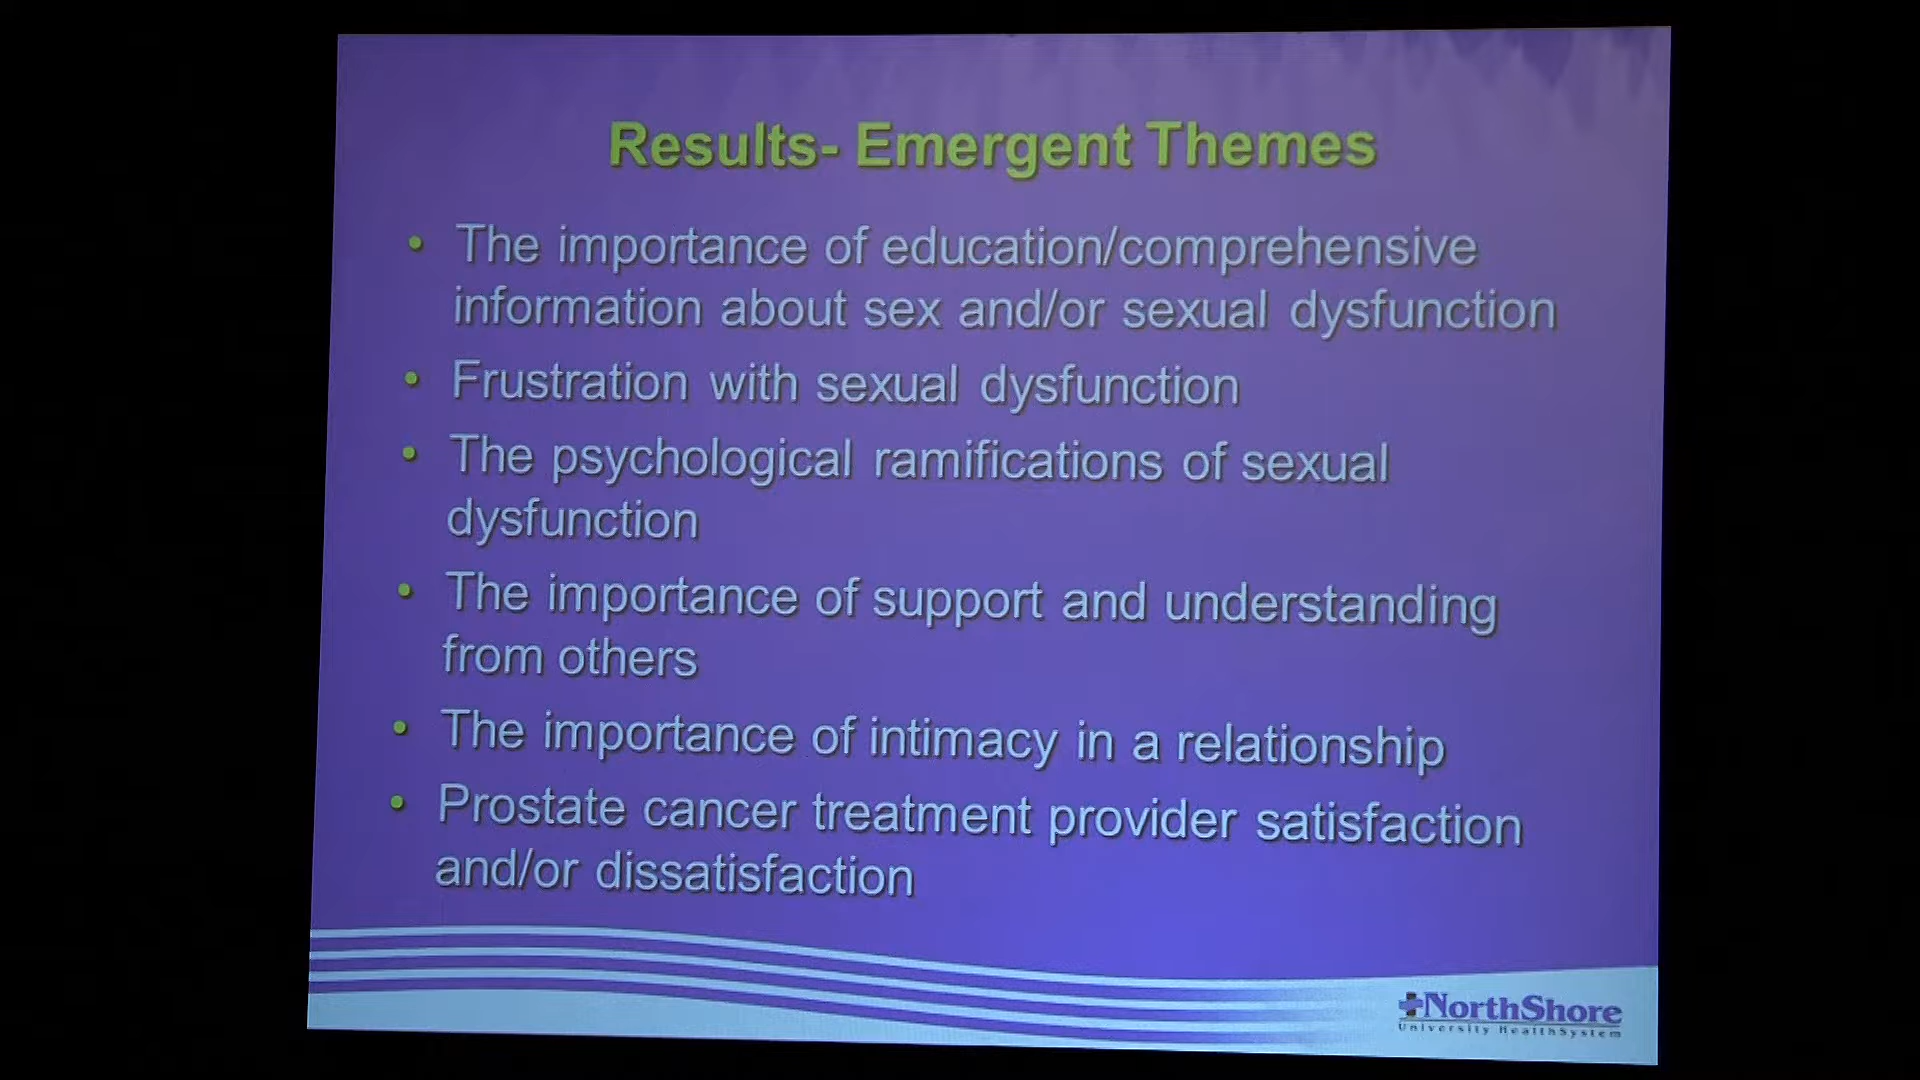 Results- Emergent Themes
• The importance of education/comprehensive
information about sex and/or sexual dysfunction
• Frustration with sexual dysfunction
• The psychological ramifications of sexual
dysfunction
• The importance of support and understanding
from others
• The importance of intimacy in a relationship
• Prostate cancer treatment provider satisfaction
and/or dissatisfaction
NorthShore
University HealthSystem